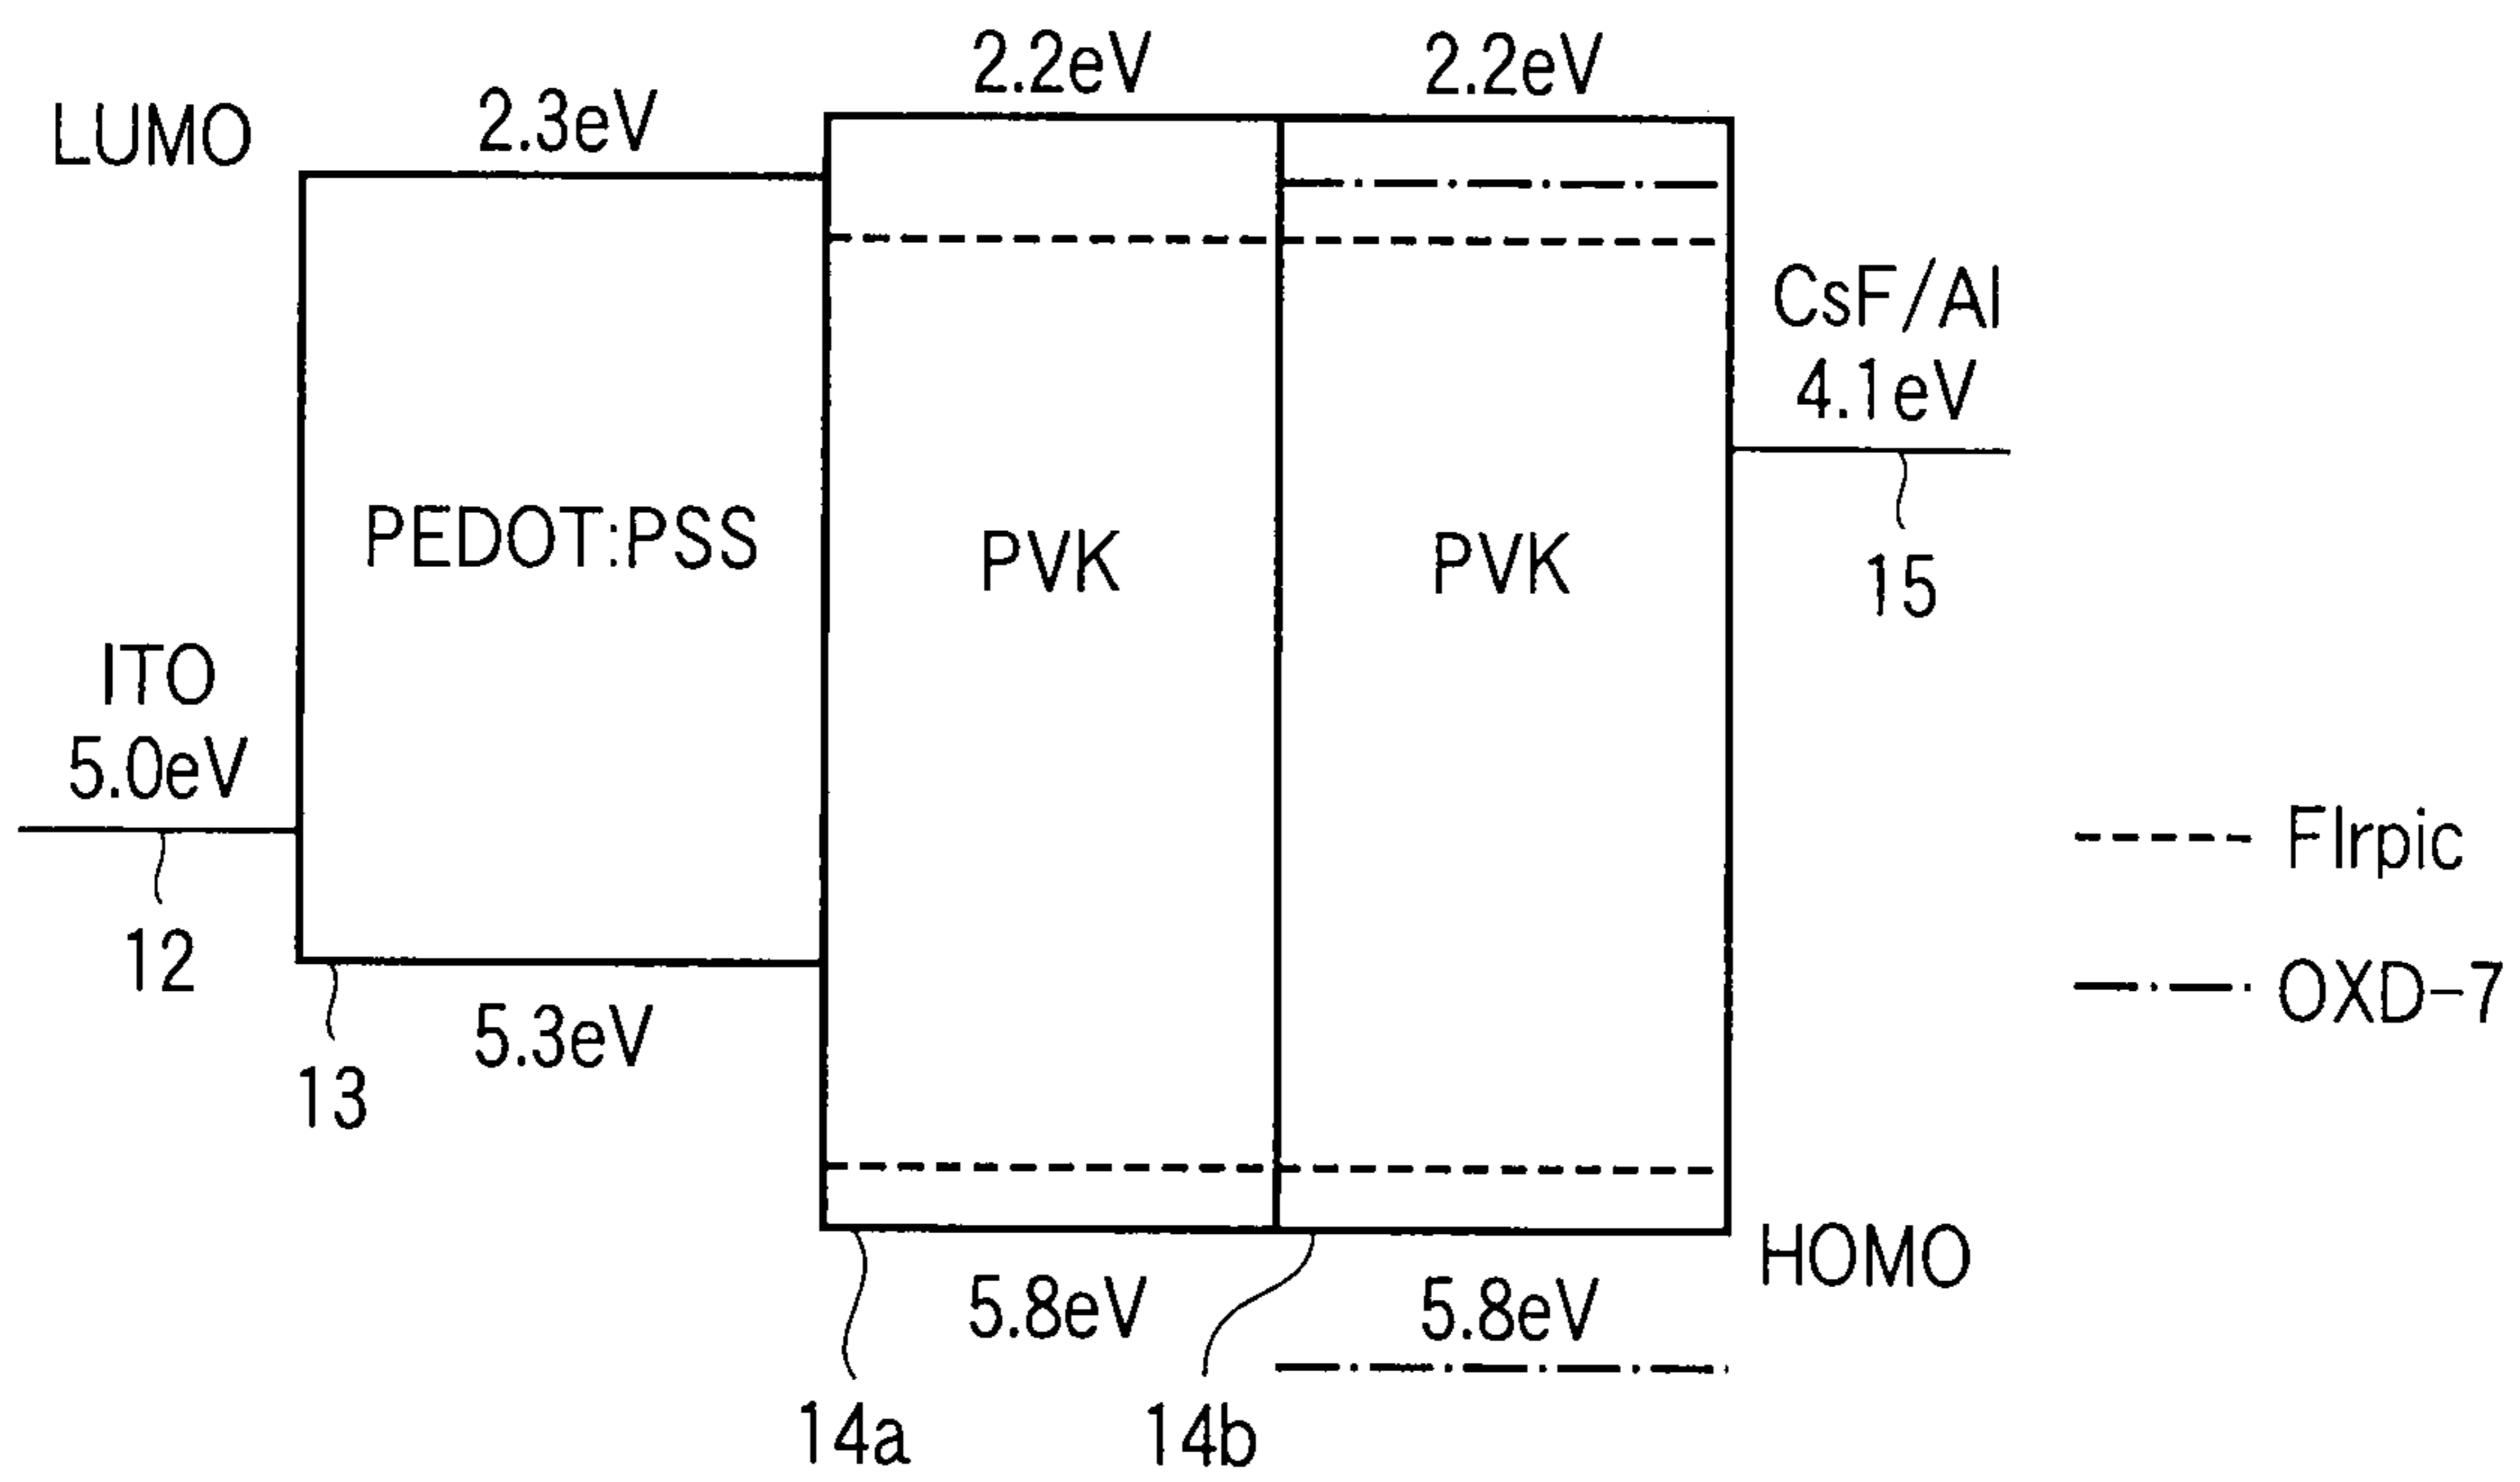 2.2eV
2.2eV
LUMO
2.3eV
CsF/Al
4.1eV
PEDOT:PSS
PVK
PVK
15
ITO
5.0eV
FIrpic
12
OXD-7
5.3eV
13
HOMO
5.8eV
5.8eV
14a
14b